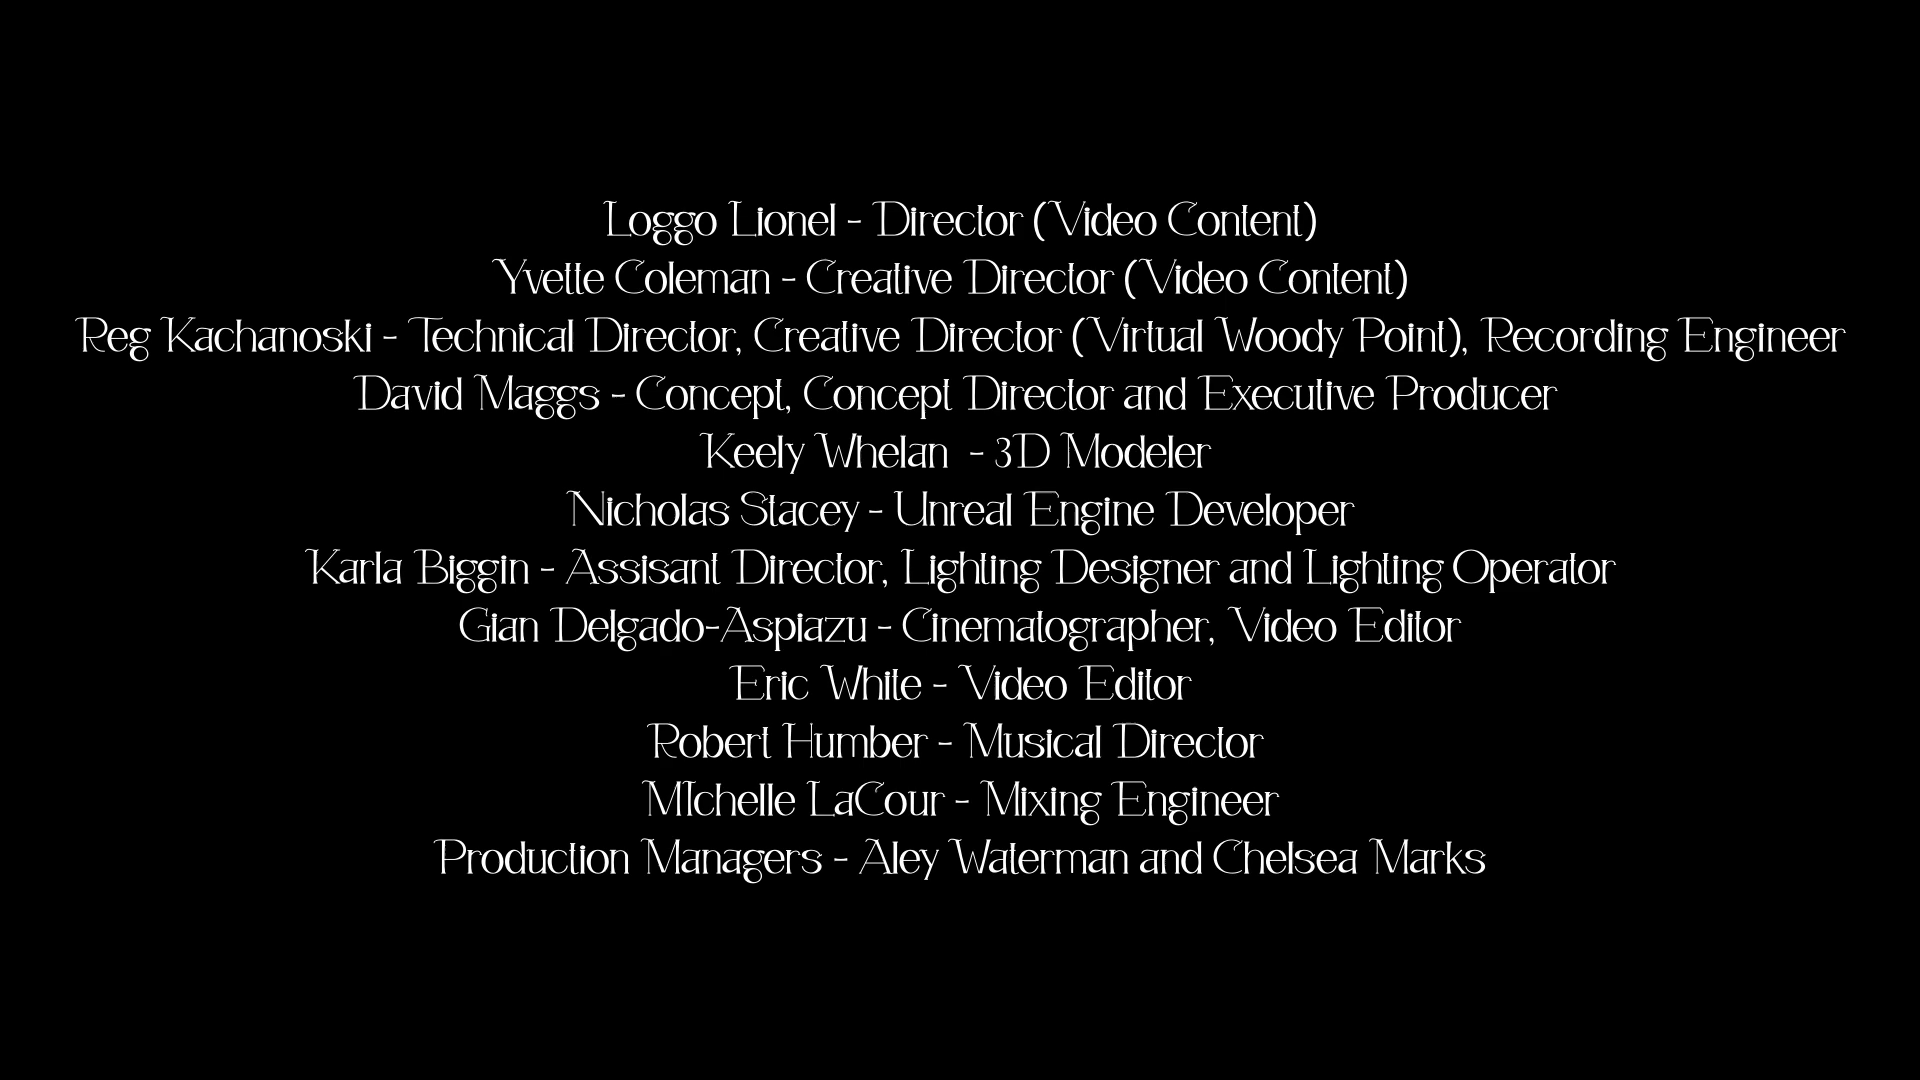 Loggo Lionel - Director (Video Content)
Yvette Coleman - Creative Director (Video Content)
Reg Kachanoski - Technical Director, Creative Director (Virtual Woody Point), Recording Engineer
David Maggs - Concept, Concept Director and Executive Producer
Keely Whelan  - 3D Modeler
Nicholas Stacey - Unreal Engine Developer
Karla Biggin - Assisant Director, Lighting Designer and Lighting Operator
Gian Delgado-Aspiazu - Cinematographer, Video Editor
Eric White - Video Editor
Robert Humber - Musical Director
MIchelle LaCour - Mixing Engineer
Production Managers - Aley Waterman and Chelsea Marks